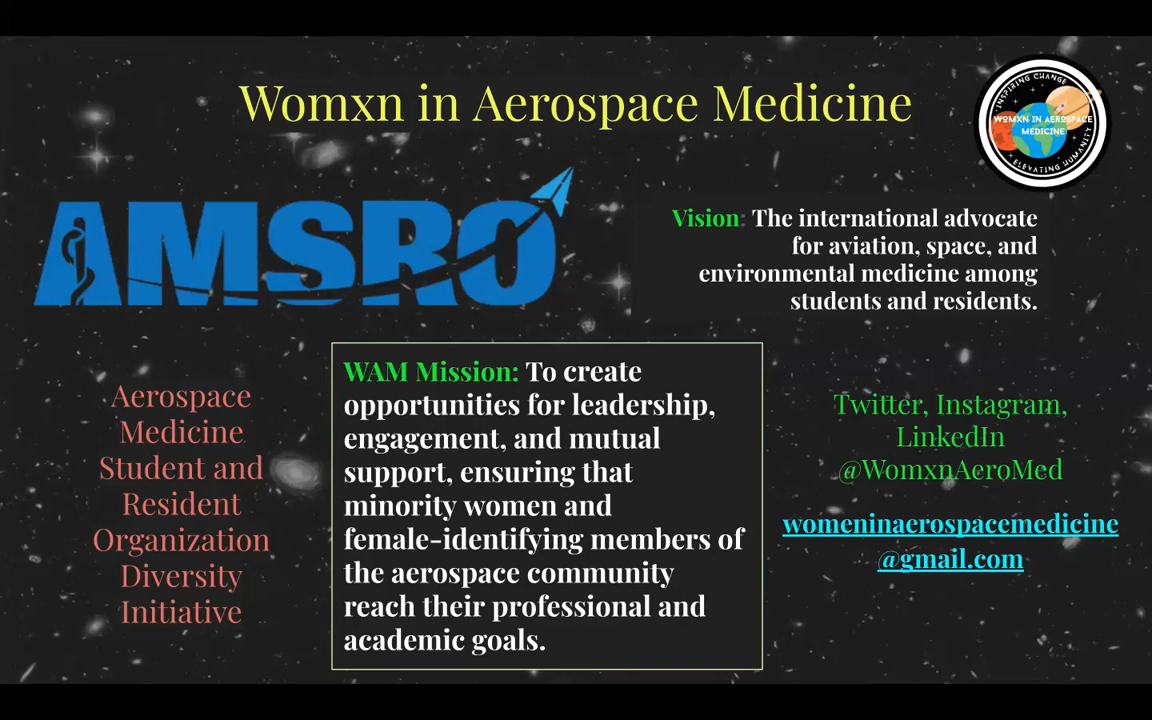 Womxn in Aerospace Medicine
INSPIRING CHANGE
WOMXN IN AEROSPACE
MEDICINE
ELEVATING HUMANITY
AMSRO
Vision: The international advocate
for aviation, space, and
environmental medicine among
students and residents.
Aerospace
Medicine
Student and
Resident
Organization
Diversity
Initiative
WAM Mission: To create
opportunities for leadership,
engagement, and mutual
support, ensuring that
minority women and
female-identifying members of
the aerospace community
reach their professional and
academic goals.
Twitter, Instagram,
LinkedIn
@WomxnAeroMed
womeninaerospacemedicine
@gmail.com